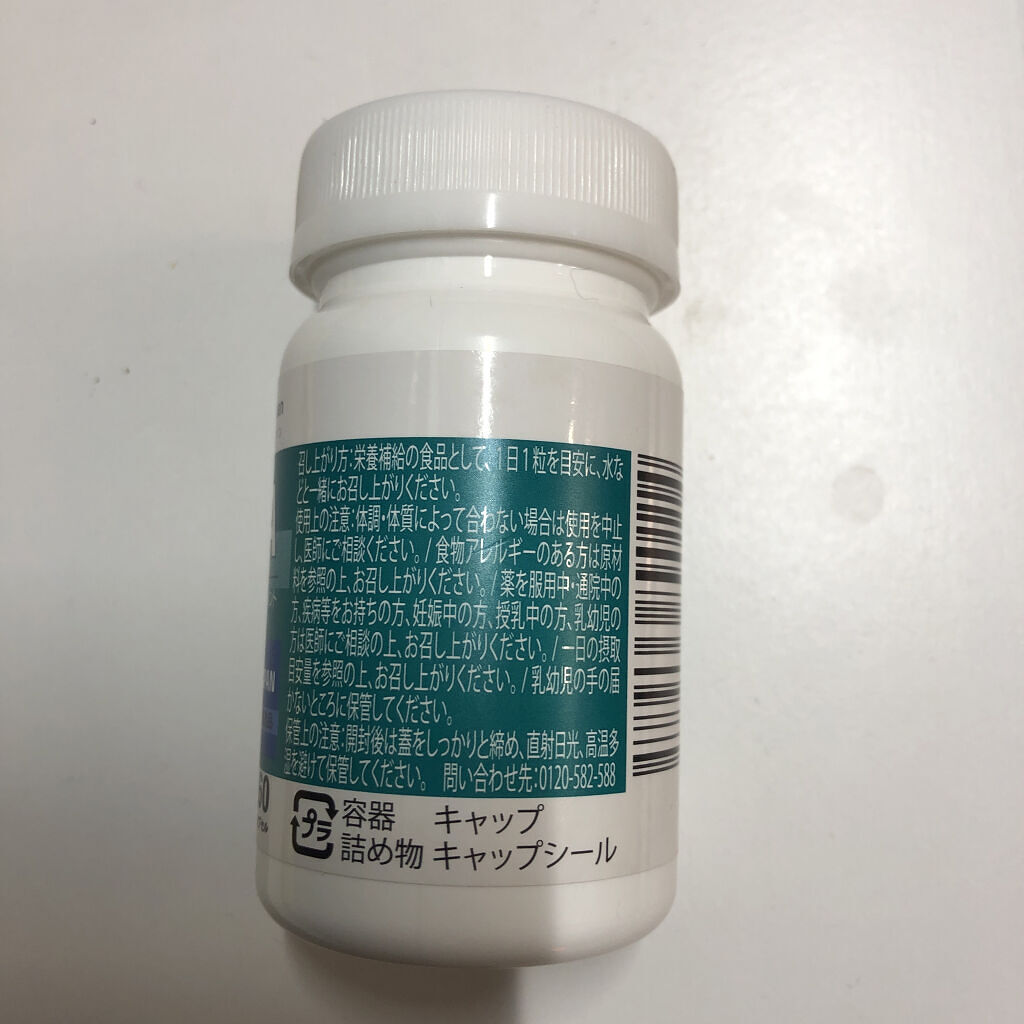 召し上がり方:栄養補給の食品として、1日1粒を目安に、水な
どと一緒にお召し上がりください。
使用上の注意:体調・体質によって合わない場合は使用を中止
し、医師にご相談ください。/食物アレルギーのある方は原材
料を参照の上、お召し上がりください。/薬を服用中・通院中の
方、疾病等をお持ちの方、妊娠中の方、授乳中の方、乳幼児の
方は医師にご相談の上、お召し上がりください。/一日の摂取
目安量を参照の上、お召し上がりください。/乳幼児の手の届
かないところに保管してください。
保管上の注意:開封後は蓋をしっかりと締め、直射日光、高温多
湿を避けて保管してください。 問い合わせ先:0120-582-588
60
プラ 容器 キャップ
詰め物 キャップシール